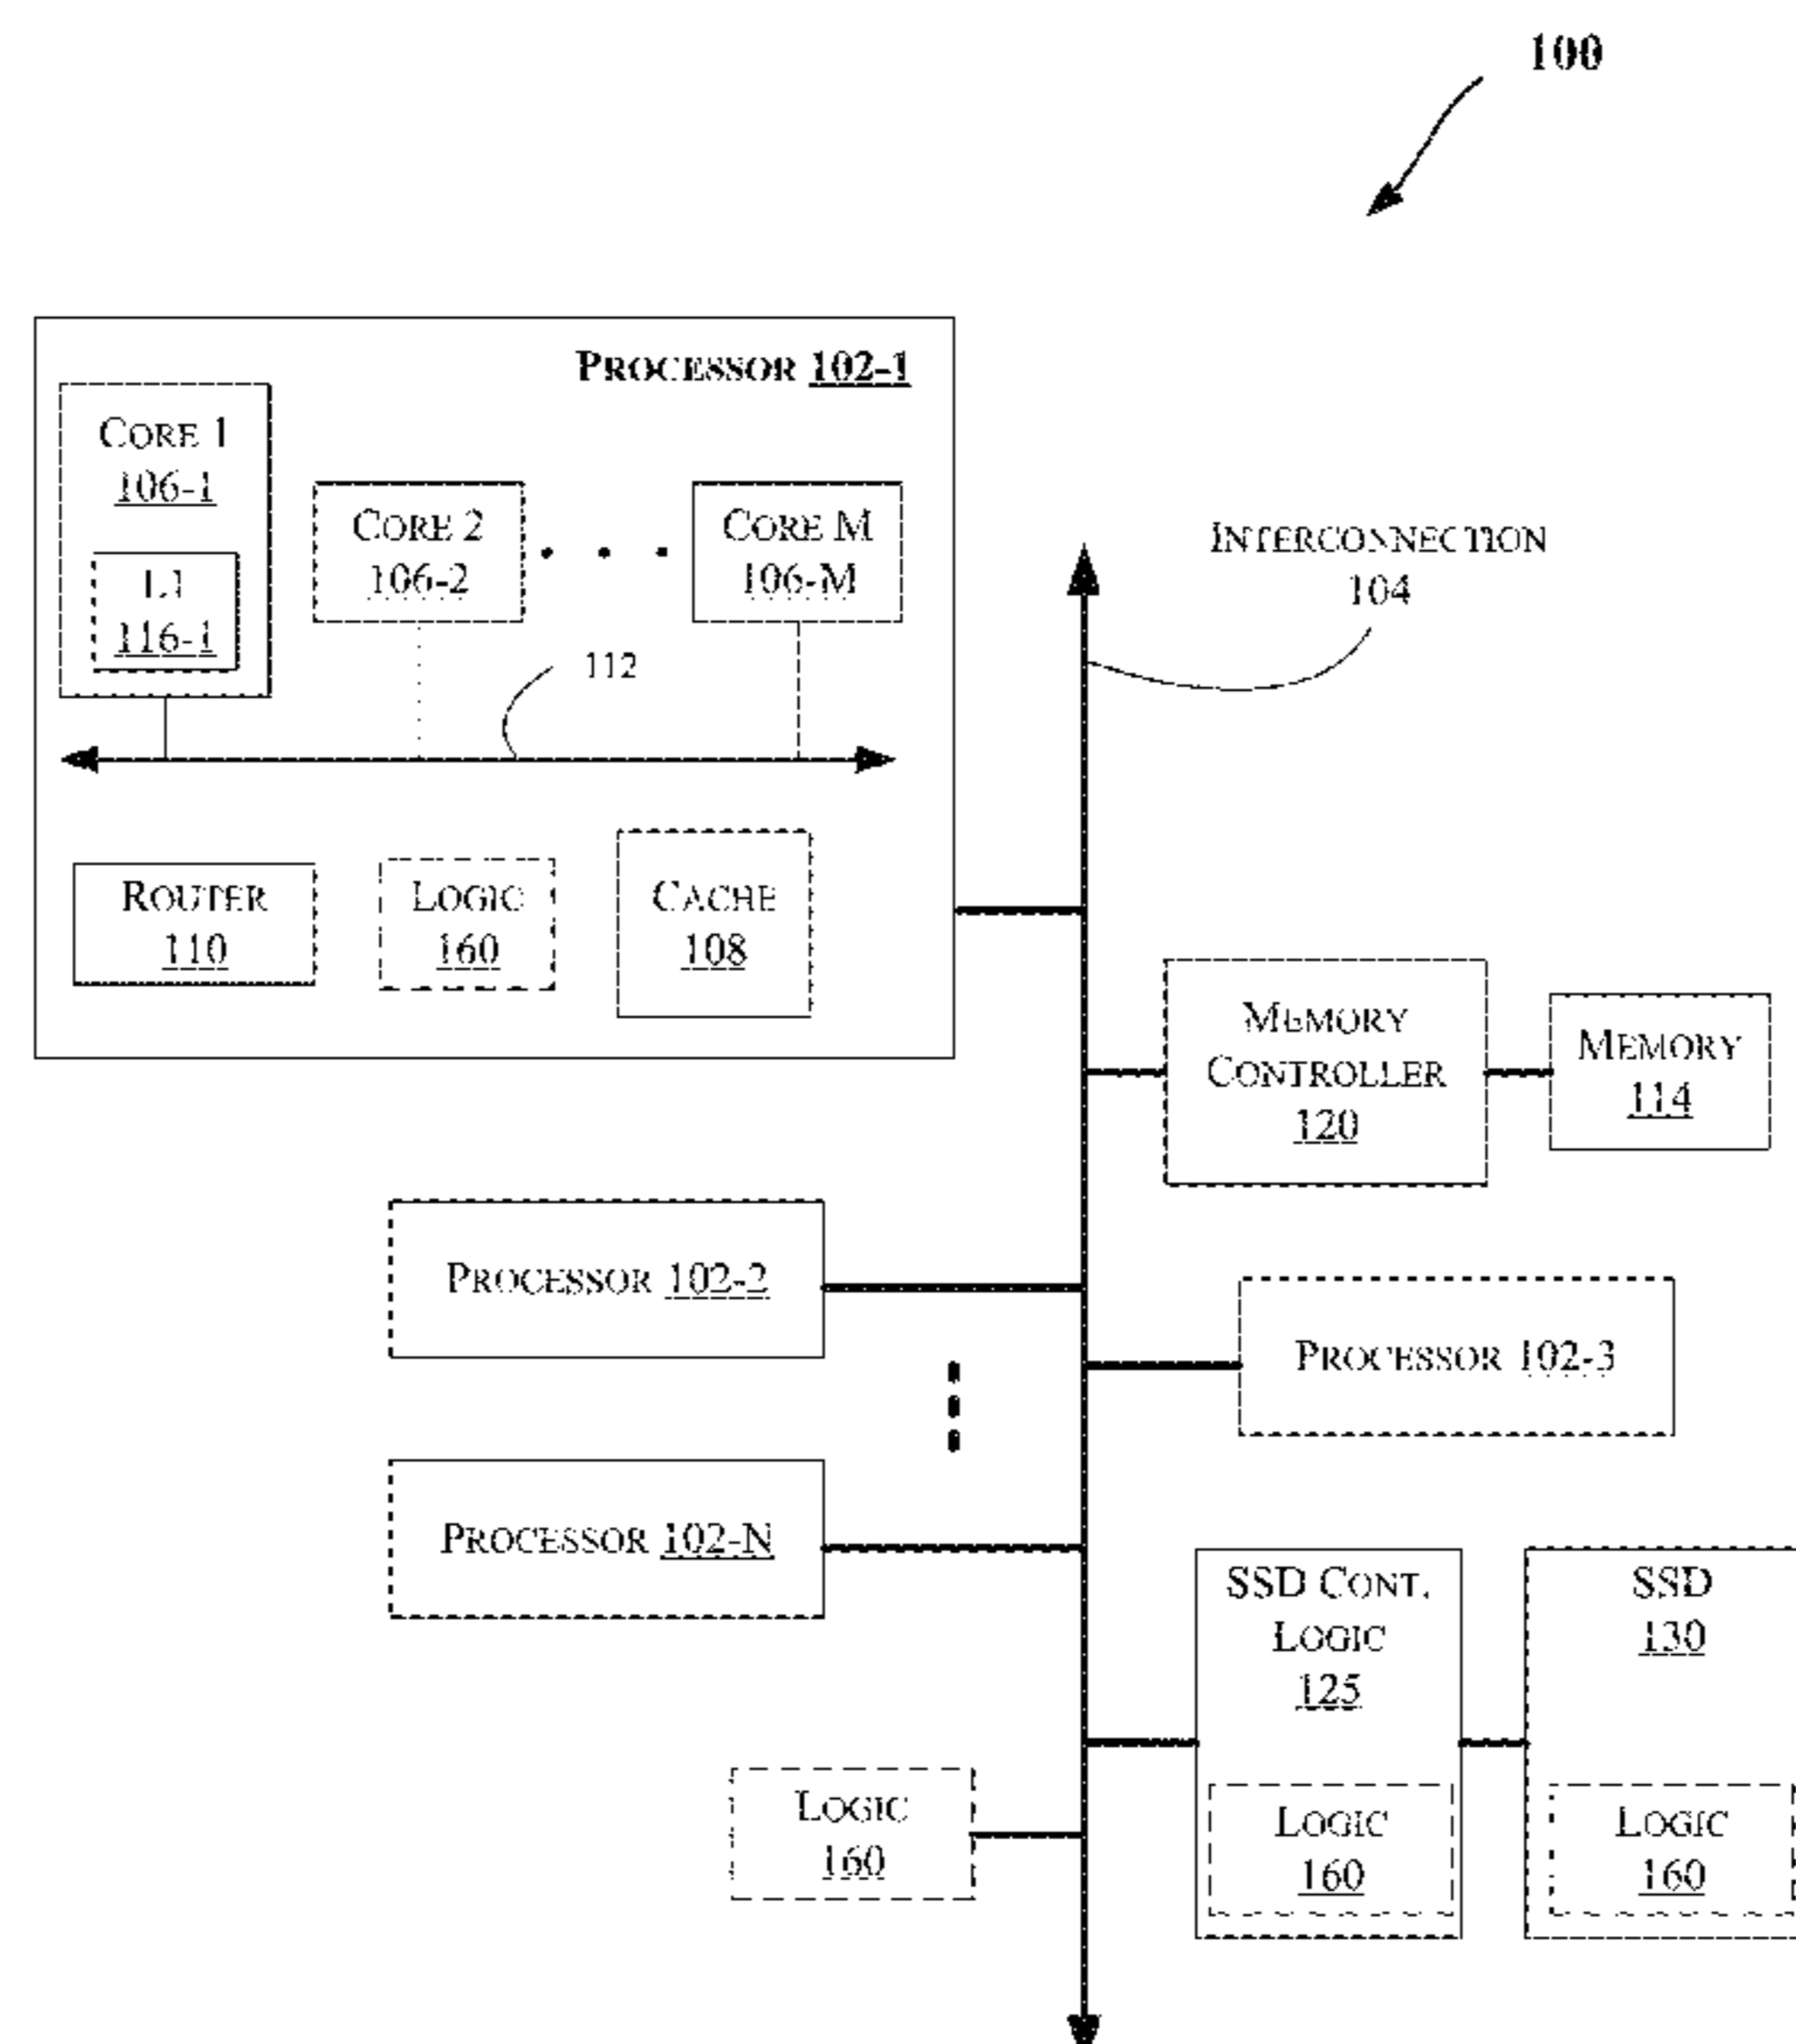 100
PROCESSOR 102-1
CORE 1
106-1
L1
116-1
CORE 2
106-2
CORE M
106-M
112
ROUTER
110
LOGIC
160
CACHE
108
INTERCONNECTION
104
MEMORY
CONTROLLER
120
MEMORY
114
PROCESSOR 102-2
PROCESSOR 102-3
PROCESSOR 102-N
SSD CONT.
LOGIC
125
LOGIC
160
SSD
130
LOGIC
160
LOGIC
160